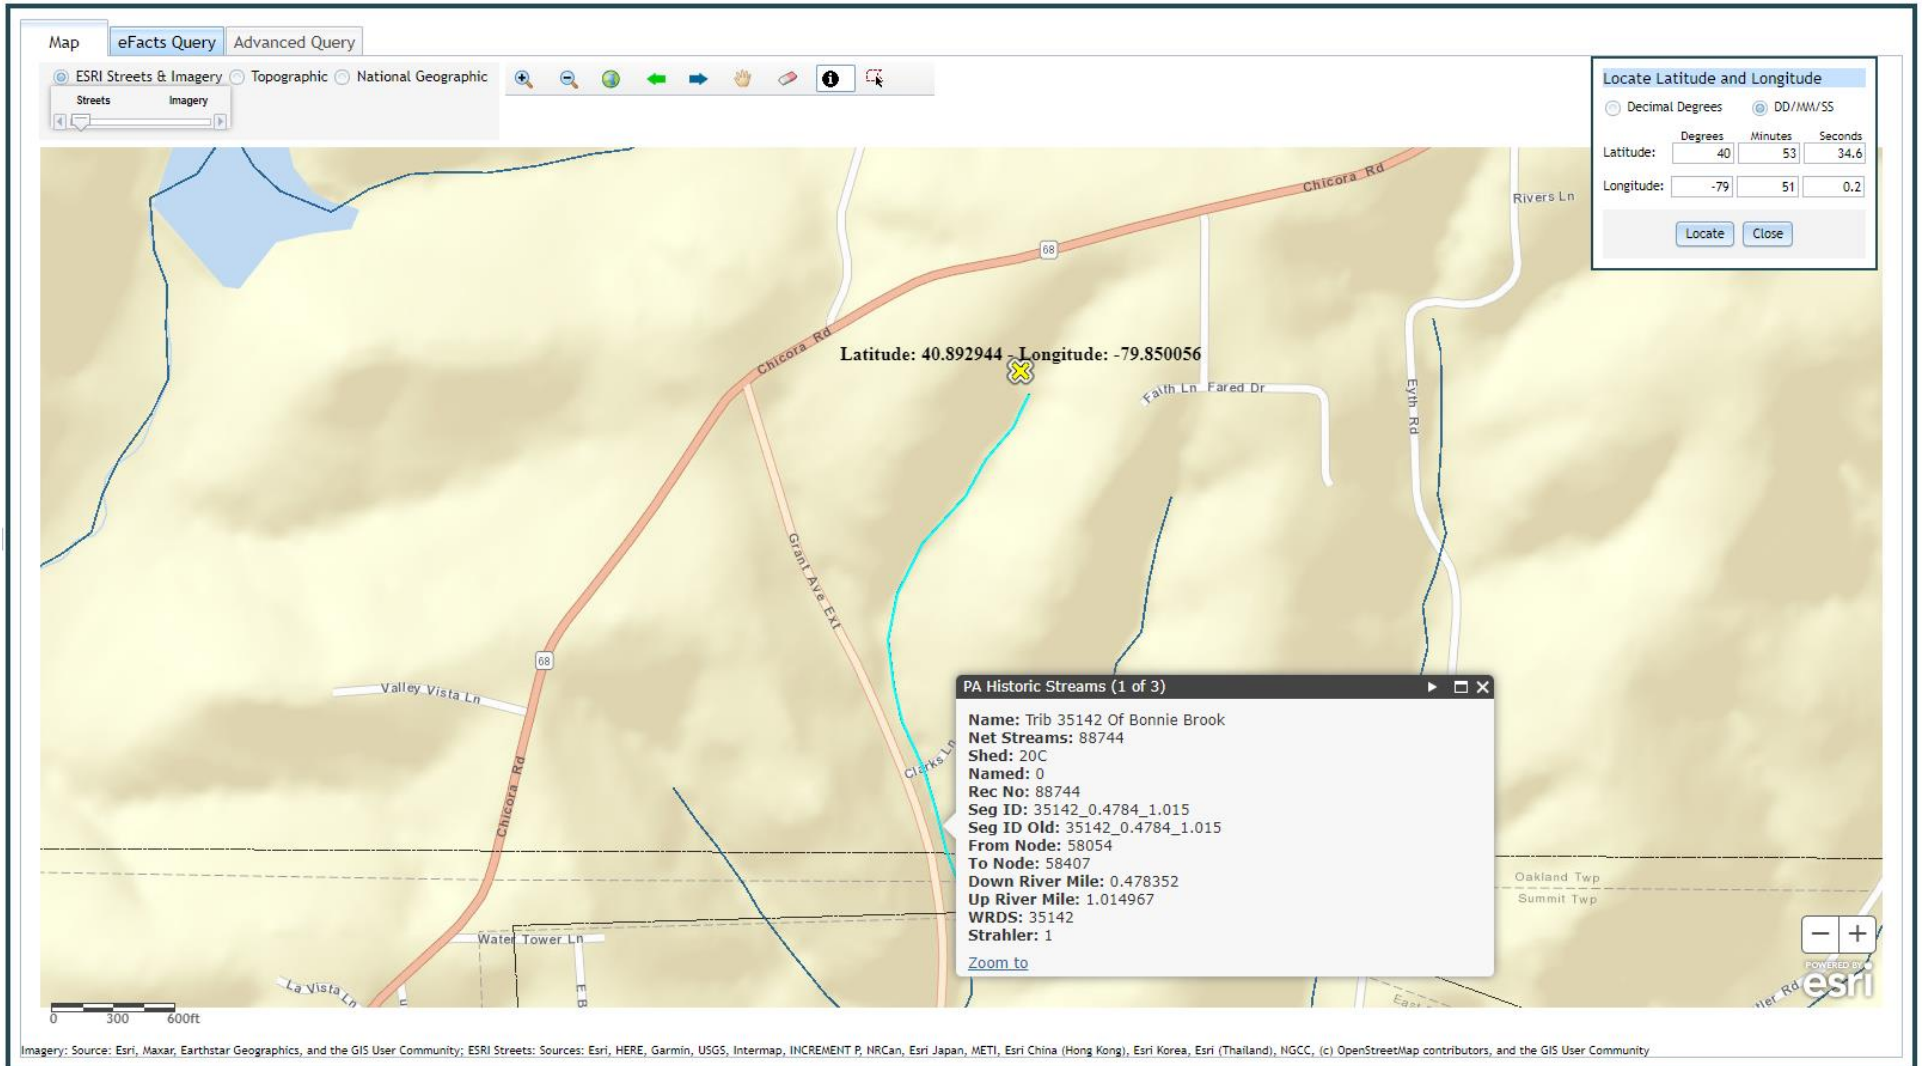 Map eFacts Query Advanced Query
ESRI Streets & Imagery Topographic National Geographic
Streets Imagery
Locate Latitude and Longitude
Decimal Degrees DD/MM/SS
Degrees Minutes Seconds
Latitude: 40 53 34.6
Longitude: -79 51 0.2
Locate Close
Chicora Rd
Rivers Ln
68
Chicora Rd
Latitude: 40.892944 - Longitude: -79.850056
Faith Ln Fared Dr
Eyth Rd
Grant Ave Ext
68
Valley Vista Ln
Clarks Ln
Chicora Rd
PA Historic Streams (1 of 3)
Name: Trib 35142 Of Bonnie Brook
Net Streams: 88744
Shed: 20C
Named: 0
Rec No: 88744
Seg ID: 35142_0.4784_1.015
Seg ID Old: 35142_0.4784_1.015
From Node: 58054
To Node: 58407
Down River Mile: 0.478352
Up River Mile: 1.014967
WRDS: 35142
Strahler: 1
Zoom to
Oakland Twp
Summit Twp
Water Tower Ln
La Vista Ln
E B
East
Rd
POWERED BY
esri
0 300 600ft
Imagery: Source: Esri, Maxar, Earthstar Geographics, and the GIS User Community; ESRI Streets: Sources: Esri, HERE, Garmin, USGS, Intermap, INCREMENT P, NRCan, Esri Japan, METI, Esri China (Hong Kong), Esri Korea, Esri (Thailand), NGCC, (c) OpenStreetMap contributors, and the GIS User Community